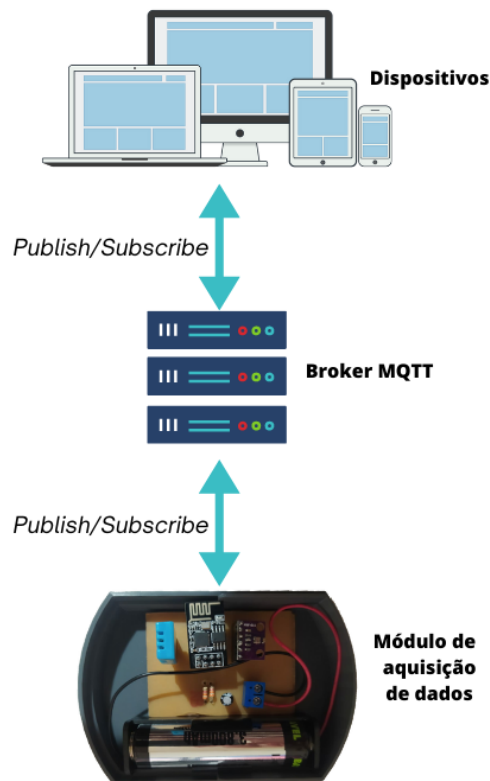 Dispositivos
Publish/Subscribe
Broker MQTT
Publish/Subscribe
Módulo de
aquisição
de dados